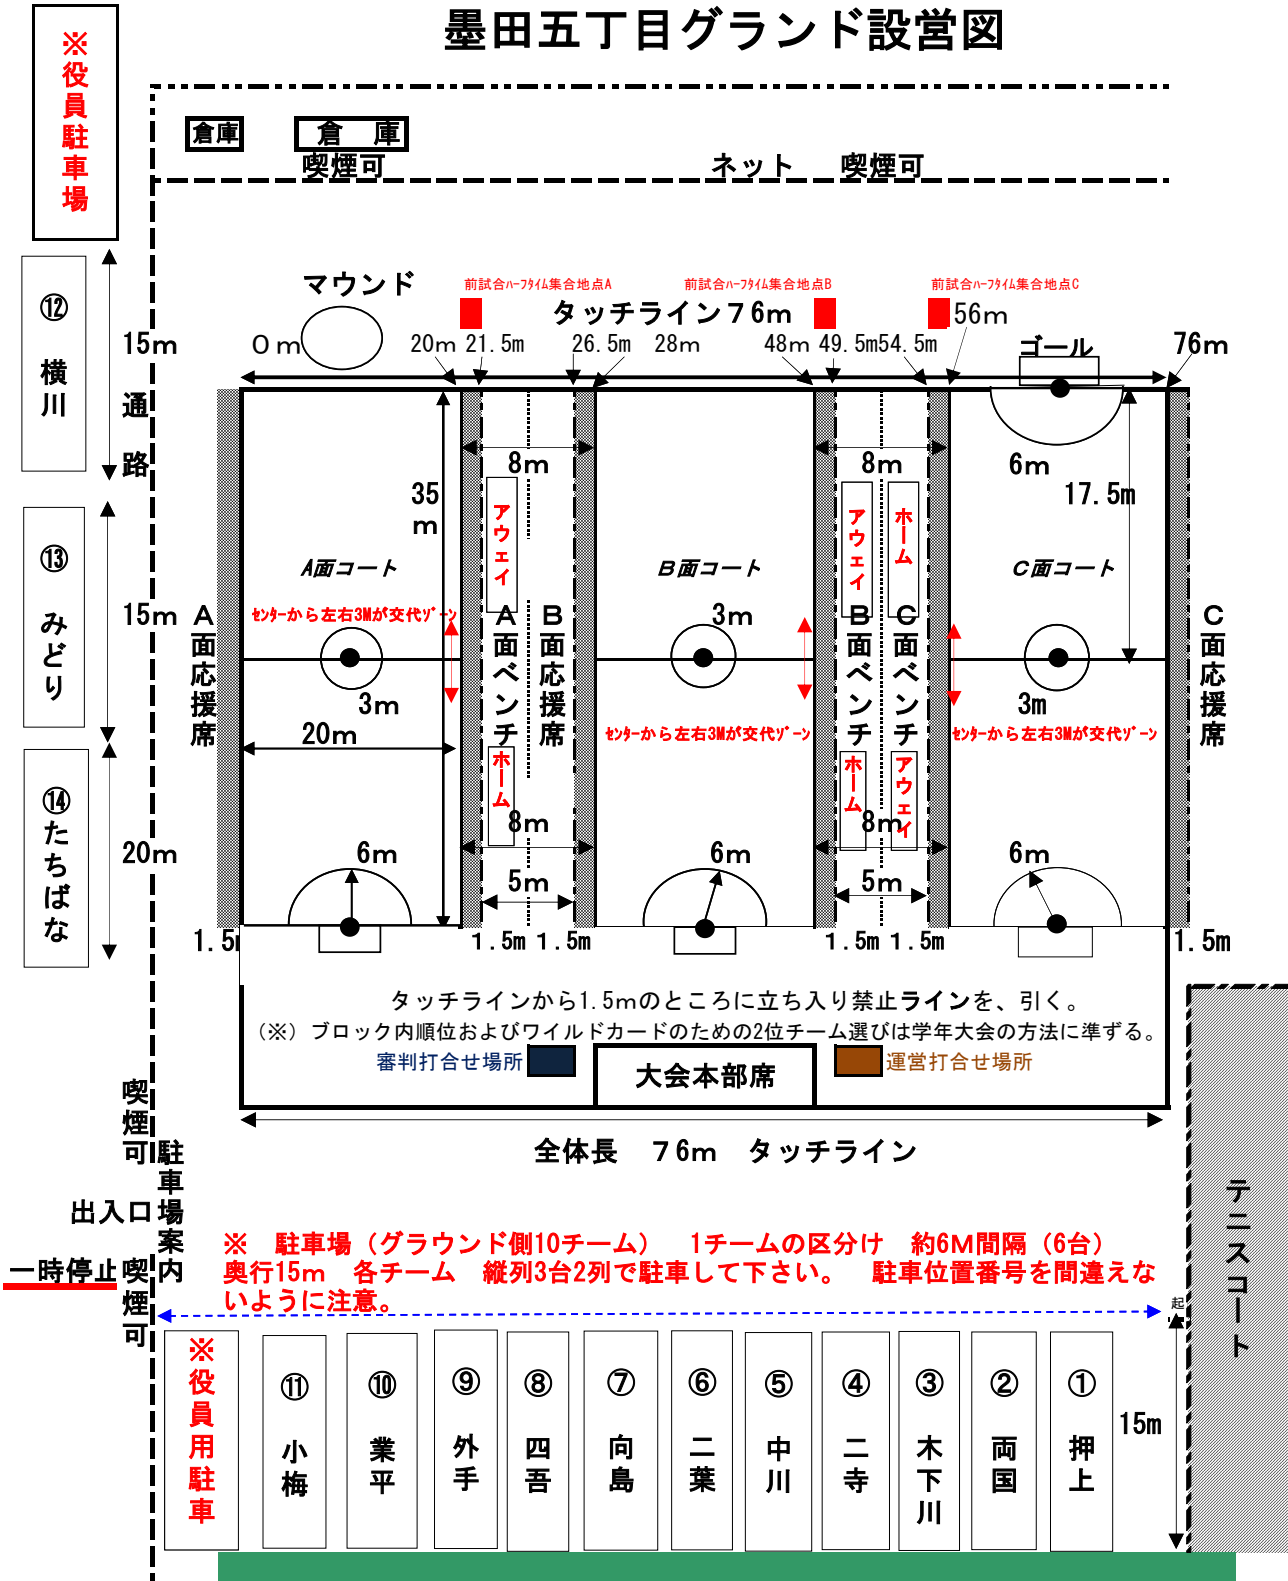 墨田五丁目グランド設営図
※役員駐車場
倉庫
倉　庫
喫煙可
ネット
喫煙可
マウンド
前試合ﾊｰﾌﾀｲﾑ集合地点A
前試合ﾊｰﾌﾀｲﾑ集合地点B
前試合ﾊｰﾌﾀｲﾑ集合地点C
タッチライン７６ｍ
５６ｍ
０ｍ
20m
21.5m
26.5m
28m
48m
49.5m
54.5m
ゴール
76m
⑫　横川
15m
通路
⑬　みどり
15m
⑭たちばな
20m
8m
8m
6m
35ｍ
17.5m
アウェイ
アウェイ
ホーム
A面コート
Ｂ面コート
Ｃ面コート
ｾﾝﾀｰから左右3Mが交代ｿﾞｰﾝ
3m
Ａ面応援席
Ａ面ベンチ
Ｂ面応援席
Ｂ面ベンチ
Ｃ面ベンチ
Ｃ面応援席
3m
3m
20m
ｾﾝﾀｰから左右3Mが交代ｿﾞｰﾝ
ｾﾝﾀｰから左右3Mが交代ｿﾞｰﾝ
ホーム
ホーム
アウェイ
8m
8m
6m
6m
6m
5m
5m
1.5m
1.5m
1.5m
1.5m
1.5m
1.5m
タッチラインから1.5mのところに立ち入り禁止ラインを、引く。
（※）ブロック内順位およびワイルドカードのための2位チーム選びは学年大会の方法に準ずる。
審判打合せ場所
大会本部席
運営打合せ場所
全体長　７６ｍ　タッチライン
喫煙可
駐車場案内
出入口
一時停止
喫煙可
テニスコート
※　駐車場（グラウンド側10チーム）　1チームの区分け　約6M間隔（6台）
奥行15m　各チーム　縦列3台2列で駐車して下さい。　駐車位置番号を間違えな
いように注意。
起
※役員用駐車
⑪　小梅
⑩　業平
⑨　外手
⑧　四吾
⑦　向島
⑥　二葉
⑤　中川
④　二寺
③　木下川
②　両国
①　押上
15m